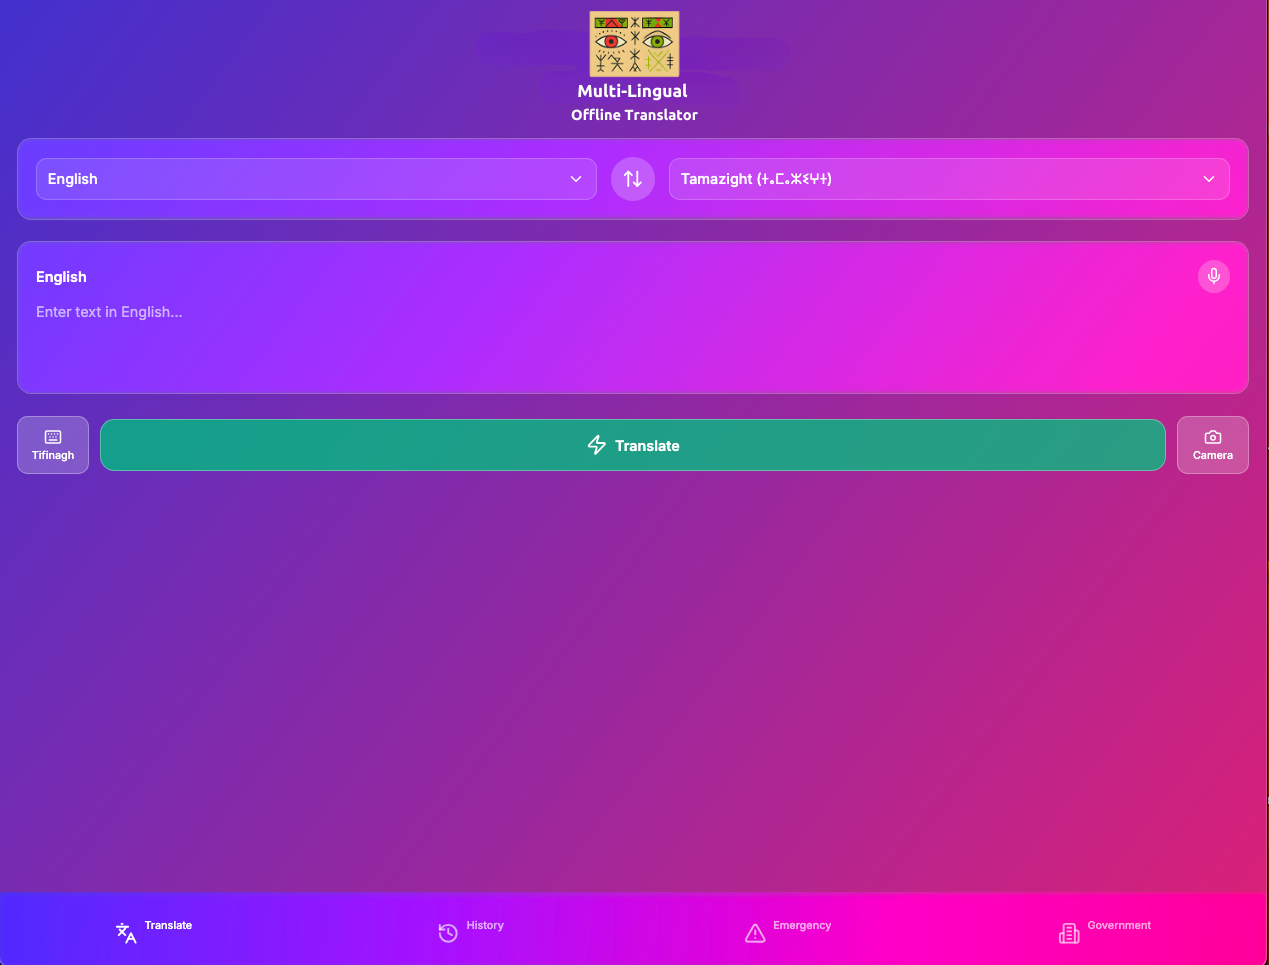 Multi-Lingual
Offline Translator
English
Tamazight (ⵜⴰⵎⴰⵣⵉⵖⵜ)
English
Enter text in English...
Tifinagh
Translate
Camera
Translate
History
Emergency
Government